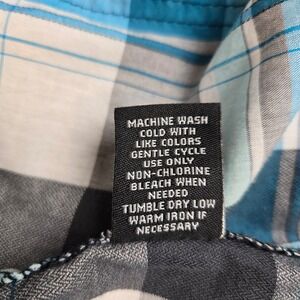 MACHINE WASH
COLD WITH
LIKE COLORS
GENTLE CYCLE
USE ONLY
NON-CHLORINE
BLEACH WHEN
NEEDED
TUMBLE DRY LOW
WARM IRON IF
NECESSARY